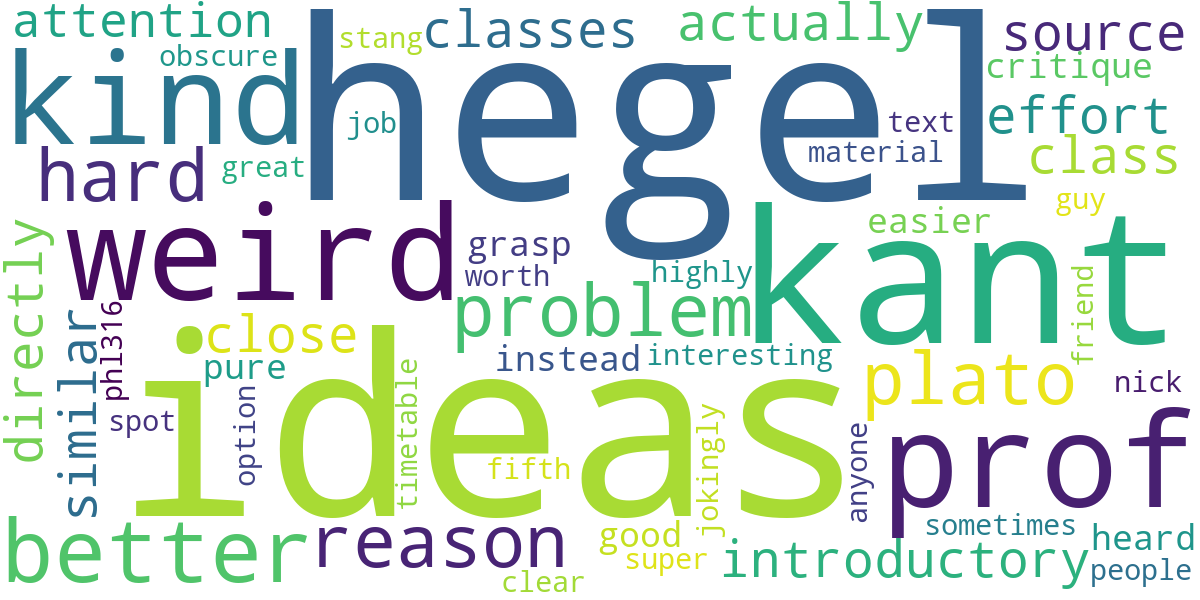 attention
stang
classes
actually
source
obscure
kind
hegel
critique
job
text
effort
hard
great
material
class
guy
weird
grasp
easier
worth
highly
kant
directly
similar
phl316
close
problem
friend
pure
instead
interesting
ideas
plato
nick
spot
option
timetable
fifth
jokingly
anyone
prof
better
reason
good
super
introductory
sometimes
heard
people
clear